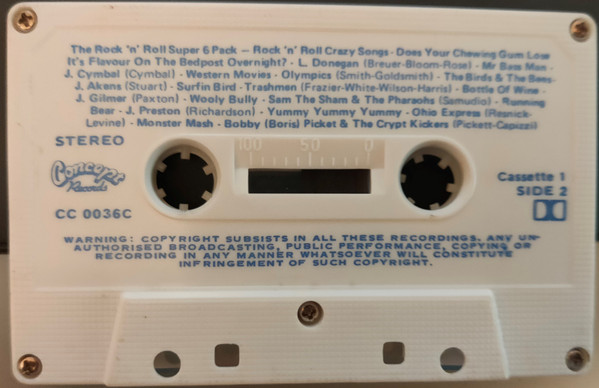 The Rock 'n' Roll Super 6 Pack — Rock 'n' Roll Crazy Songs · Does Your Chewing Gum Lose
It's Flavour On The Bedpost Overnight? · L. Donegan (Breuer-Bloom-Rose) · Mr Bass Man ·
J. Cymbal (Cymbal) · Western Movies · Olympics (Smith-Goldsmith) · The Birds & The Bees ·
J. Akens (Stuart) · Surfin Bird · Trashmen (Frazier-White-Wilson-Harris) · Bottle Of Wine ·
J. Gilmer (Paxton) · Wooly Bully · Sam The Sham & The Pharaohs (Samudio) · Running
Bear · J. Preston (Richardson) · Yummy Yummy Yummy · Ohio Express (Resnick-
Levine) · Monster Mash · Bobby (Boris) Picket & The Crypt Kickers (Pickett-Capizzi)
STEREO
100 50 0
Concept
Records
Cassette 1
SIDE 2
CC 0036C
WARNING: COPYRIGHT SUBSISTS IN ALL THESE RECORDINGS. ANY UN-
AUTHORISED BROADCASTING, PUBLIC PERFORMANCE, COPYING OR
RECORDING IN ANY MANNER WHATSOEVER WILL CONSTITUTE
INFRINGEMENT OF SUCH COPYRIGHT.